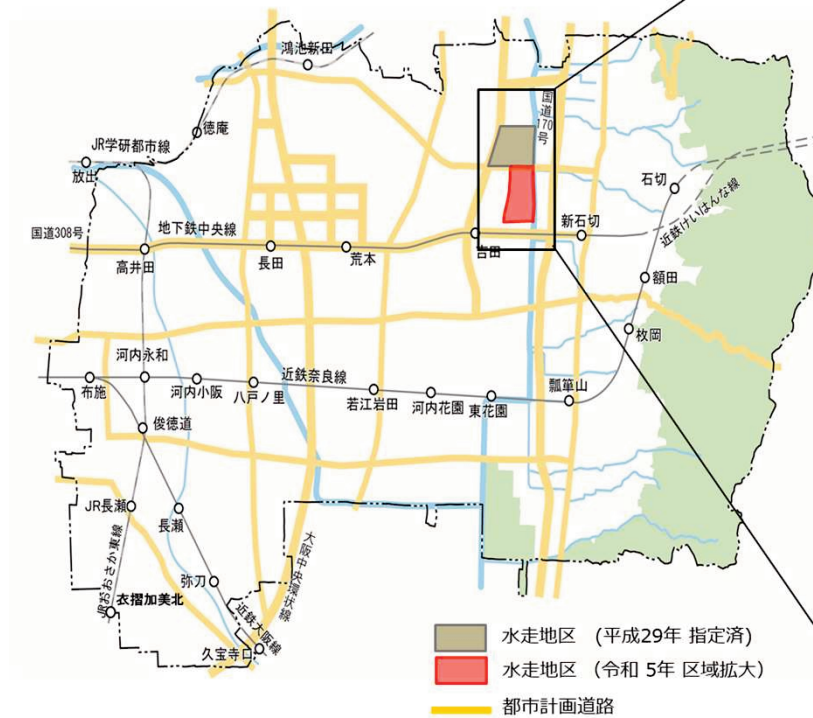 鴻池新田
国道170号
徳庵
JR学研都市線
放出
石切
近鉄けいはんな線
国道308号
地下鉄中央線
吉田
新石切
高井田
長田
荒本
額田
枚岡
河内永和
近鉄奈良線
布施
河内小阪
八戸ノ里
若江岩田
河内花園
東花園
瓢箪山
俊徳道
JR長瀬
長瀬
大阪中央環状線
JRおおさか東線
弥刀
衣摺加美北
近鉄大阪線
久宝寺口
水走地区 (平成29年 指定済)
水走地区 (令和 5年 区域拡大)
都市計画道路